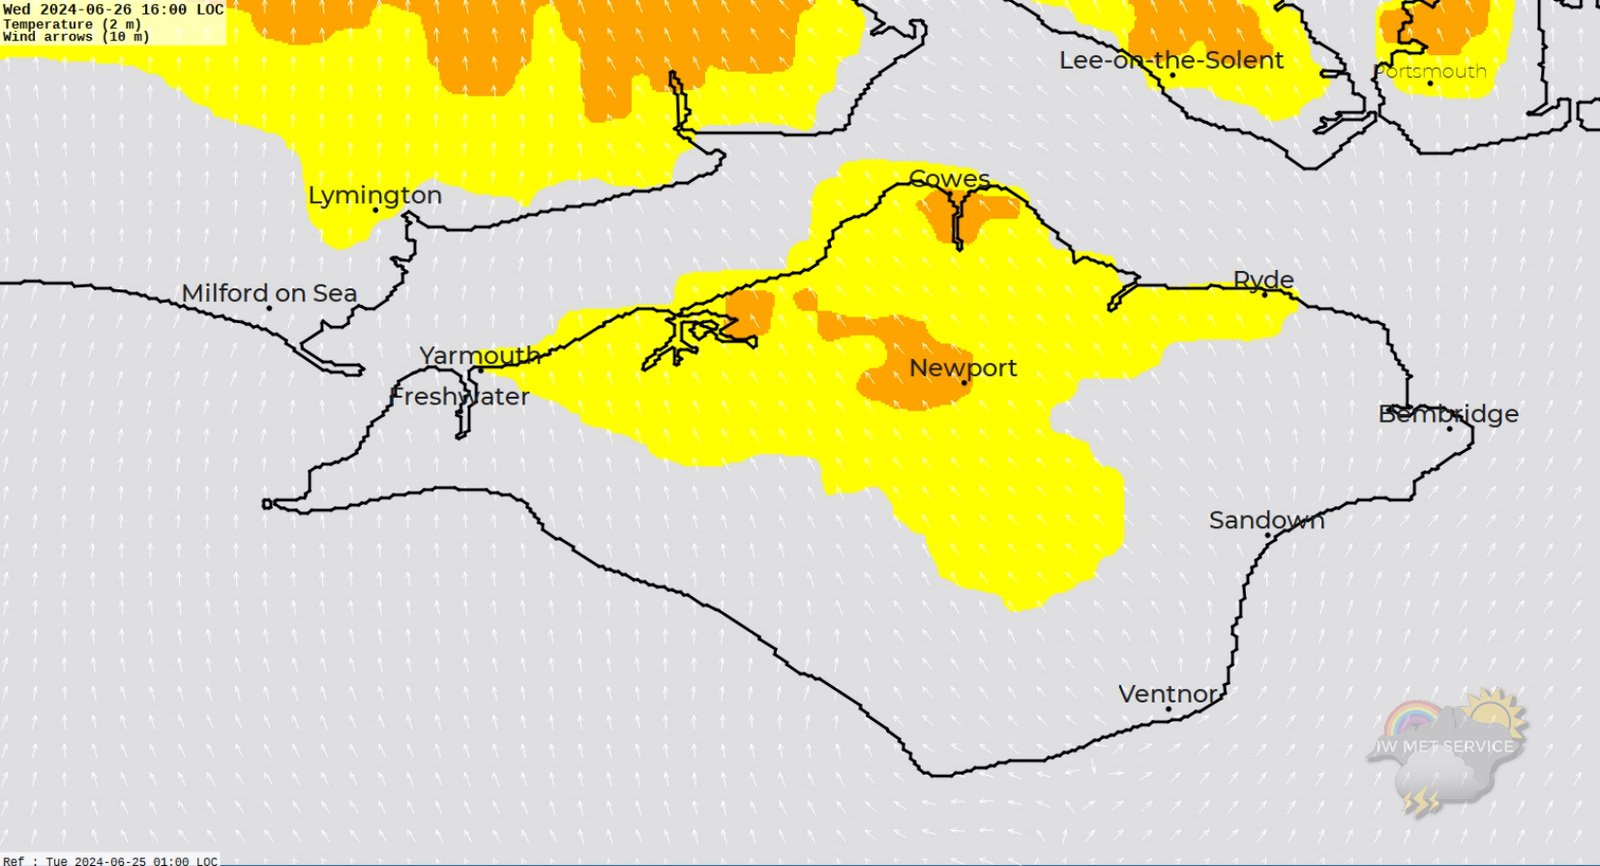 Wed 2024-06-26 16:00 LOC
Temperature (2 m)
Wind arrows (10 m)
Lee-on-the-Solent
Portsmouth
Cowes
Lymington
Ryde
Milford on Sea
Yarmouth
Newport
Freshwater
Bembridge
Sandown
Ventnor
IW MET SERVICE
Ref : Tue 2024-06-25 01:00 LOC